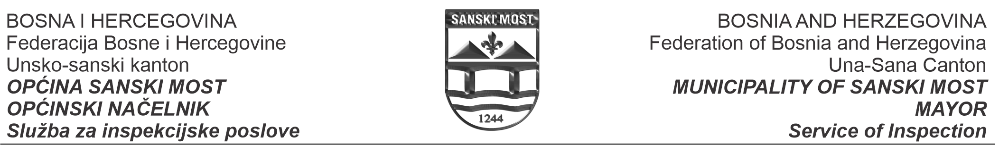 BOSNA I HERCEGOVINA
Federacija Bosne i Hercegovine
Unsko-sanski kanton
OPĆINA SANSKI MOST
OPĆINSKI NAČELNIK
Služba za inspekcijske poslove
SANSKI MOST
1244
BOSNIA AND HERZEGOVINA
Federation of Bosnia and Herzegovina
Una-Sana Canton
MUNICIPALITY OF SANSKI MOST
MAYOR
Service of Inspection